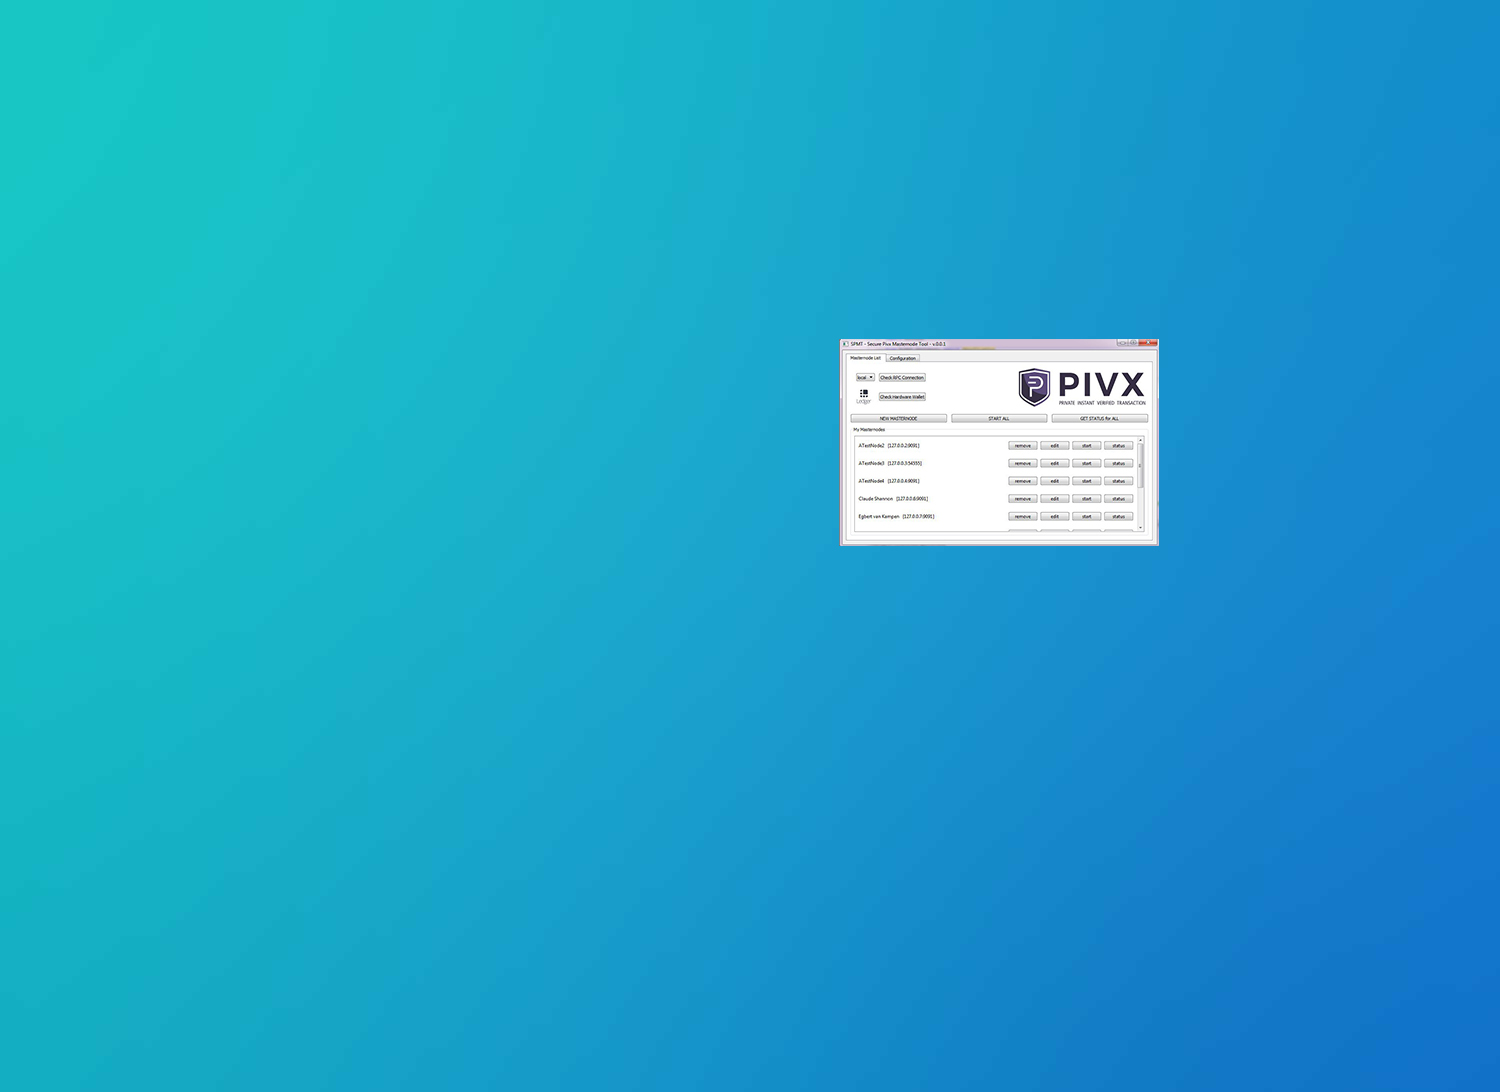 SPMT - Secure Pivx Masternode Tool - v.0.0.1
Masternode List Configuration
local Check RPC Connection
Ledger Check Hardware Wallet
PIVX
PRIVATE INSTANT VERIFIED TRANSACTION
NEW MASTERNODE START ALL GET STATUS for ALL
My Masternodes
ATestNode2 [127.0.0.2:9091] remove edit start status
ATestNode3 [127.0.0.3:54555] remove edit start status
ATestNode4 [127.0.0.4:9091] remove edit start status
Claude Shannon [127.0.0.6:9091] remove edit start status
Egbert van Kampen [127.0.0.7:9091] remove edit start status